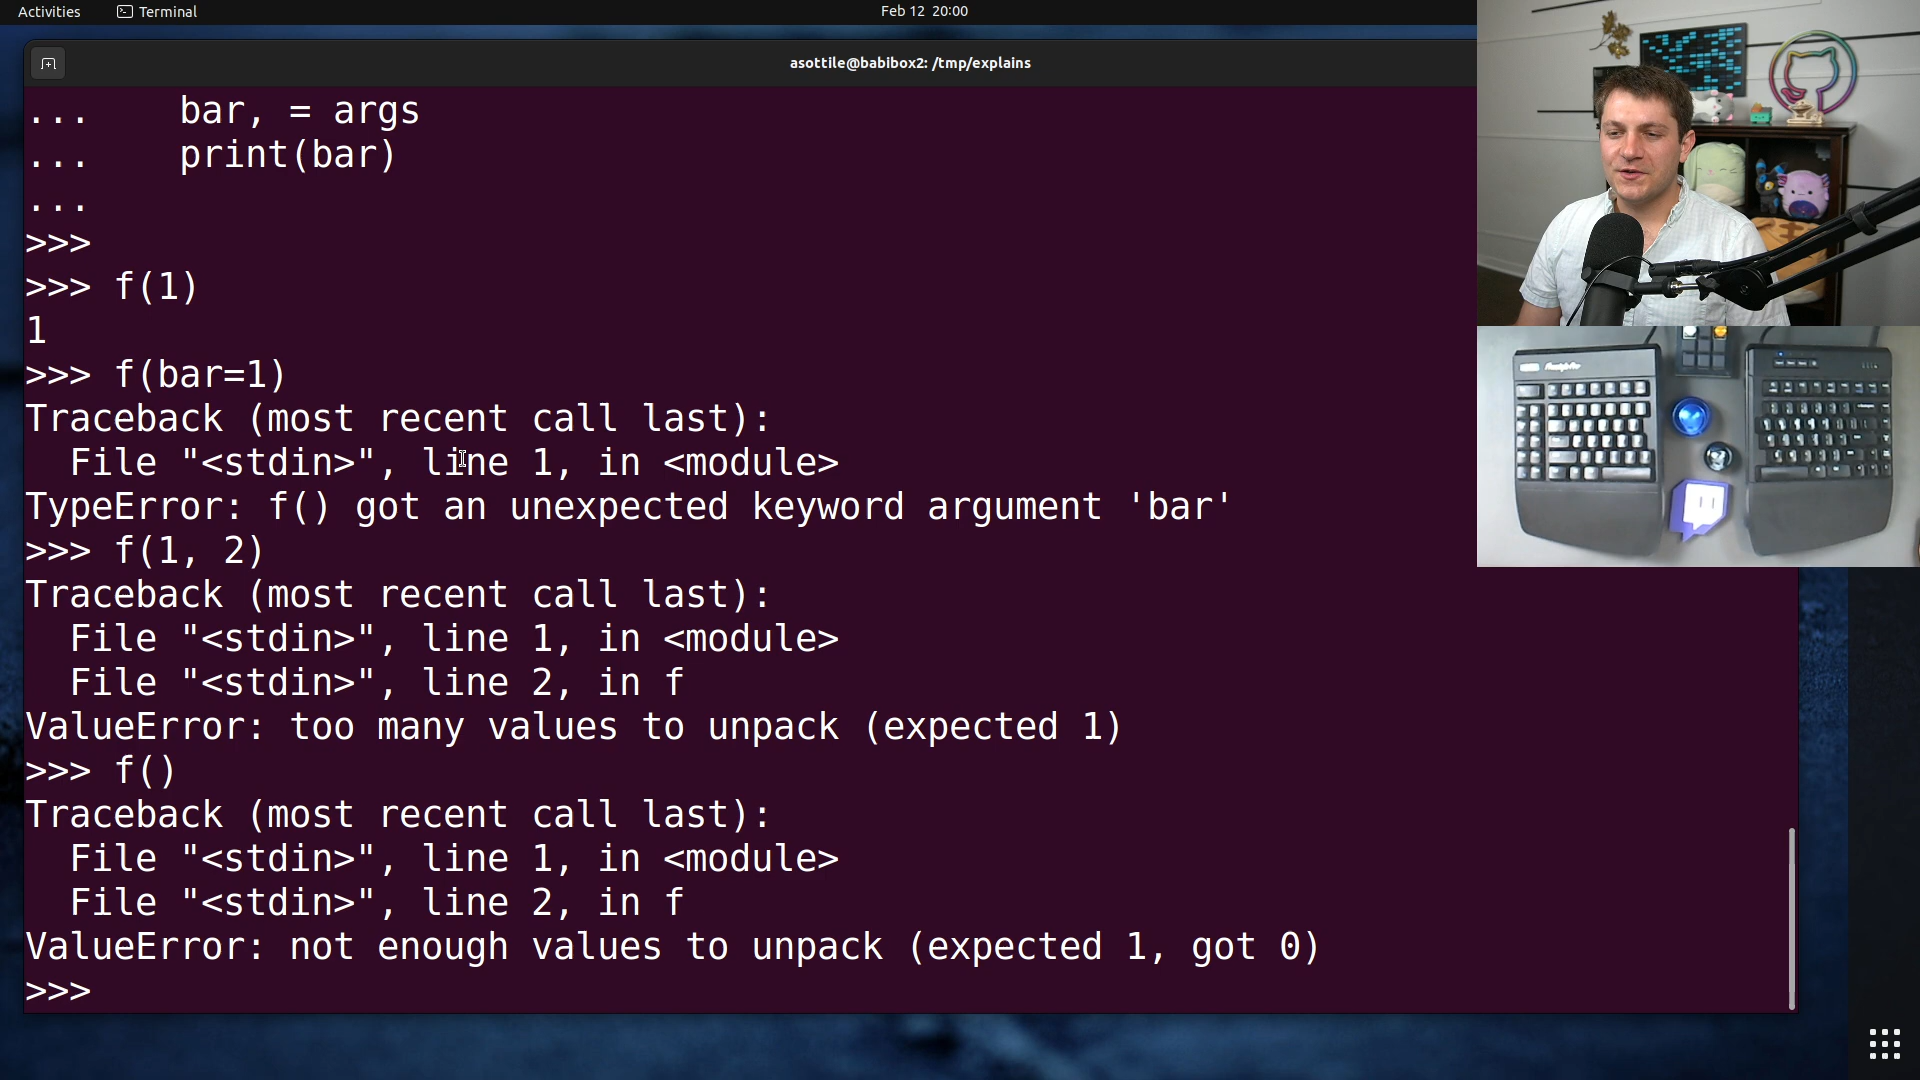 Activities
Terminal
Feb 12 20:00
asottile@babibox2: /tmp/explains
...    bar, = args
...    print(bar)
...
>>>
>>> f(1)
1
>>> f(bar=1)
Traceback (most recent call last):
  File "<stdin>", line 1, in <module>
TypeError: f() got an unexpected keyword argument 'bar'
>>> f(1, 2)
Traceback (most recent call last):
  File "<stdin>", line 1, in <module>
  File "<stdin>", line 2, in f
ValueError: too many values to unpack (expected 1)
>>> f()
Traceback (most recent call last):
  File "<stdin>", line 1, in <module>
  File "<stdin>", line 2, in f
ValueError: not enough values to unpack (expected 1, got 0)
>>>